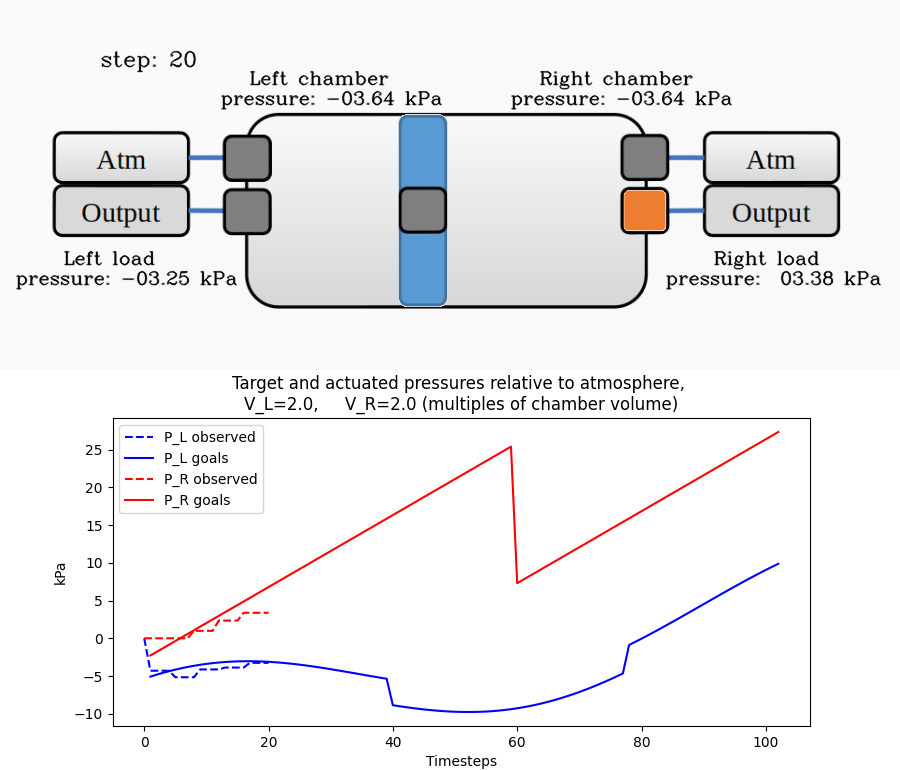 step: 20
Left chamber
pressure: -03.64 kPa
Right chamber
pressure: -03.64 kPa
Atm
Output
Left load
pressure: -03.25 kPa
Atm
Output
Right load
pressure:  03.38 kPa
Target and actuated pressures relative to atmosphere,
V_L=2.0,     V_R=2.0 (multiples of chamber volume)
P_L observed
P_L goals
P_R observed
P_R goals
kPa
25
20
15
10
5
0
−5
−10
0 20 40 60 80 100
Timesteps